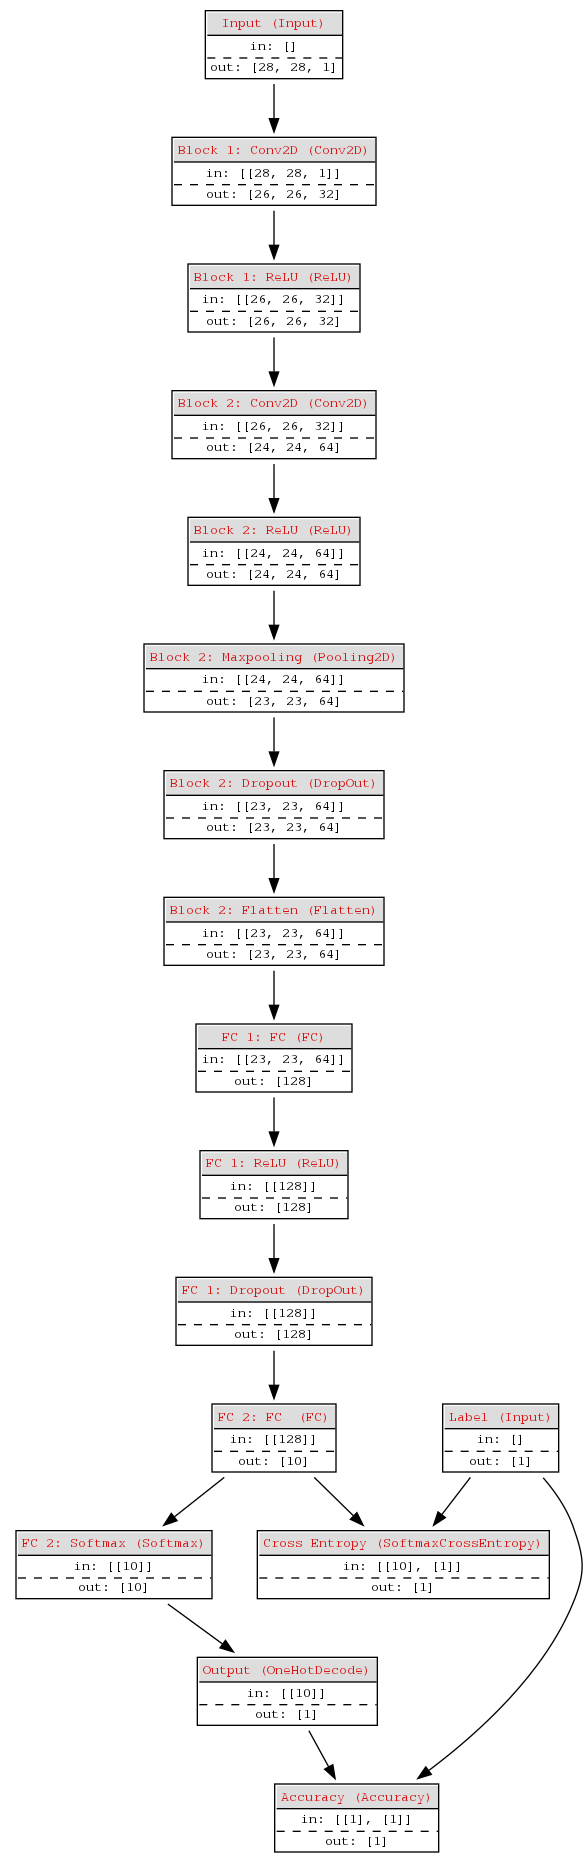 Input (Input)
in: []
out: [28, 28, 1]
Block 1: Conv2D (Conv2D)
in: [[28, 28, 1]]
out: [26, 26, 32]
Block 1: ReLU (ReLU)
in: [[26, 26, 32]]
out: [26, 26, 32]
Block 2: Conv2D (Conv2D)
in: [[26, 26, 32]]
out: [24, 24, 64]
Block 2: ReLU (ReLU)
in: [[24, 24, 64]]
out: [24, 24, 64]
Block 2: Maxpooling (Pooling2D)
in: [[24, 24, 64]]
out: [23, 23, 64]
Block 2: Dropout (DropOut)
in: [[23, 23, 64]]
out: [23, 23, 64]
Block 2: Flatten (Flatten)
in: [[23, 23, 64]]
out: [23, 23, 64]
FC 1: FC (FC)
in: [[23, 23, 64]]
out: [128]
FC 1: ReLU (ReLU)
in: [[128]]
out: [128]
FC 1: Dropout (DropOut)
in: [[128]]
out: [128]
FC 2: FC  (FC)
in: [[128]]
out: [10]
Label (Input)
in: []
out: [1]
FC 2: Softmax (Softmax)
in: [[10]]
out: [10]
Cross Entropy (SoftmaxCrossEntropy)
in: [[10], [1]]
out: [1]
Output (OneHotDecode)
in: [[10]]
out: [1]
Accuracy (Accuracy)
in: [[1], [1]]
out: [1]